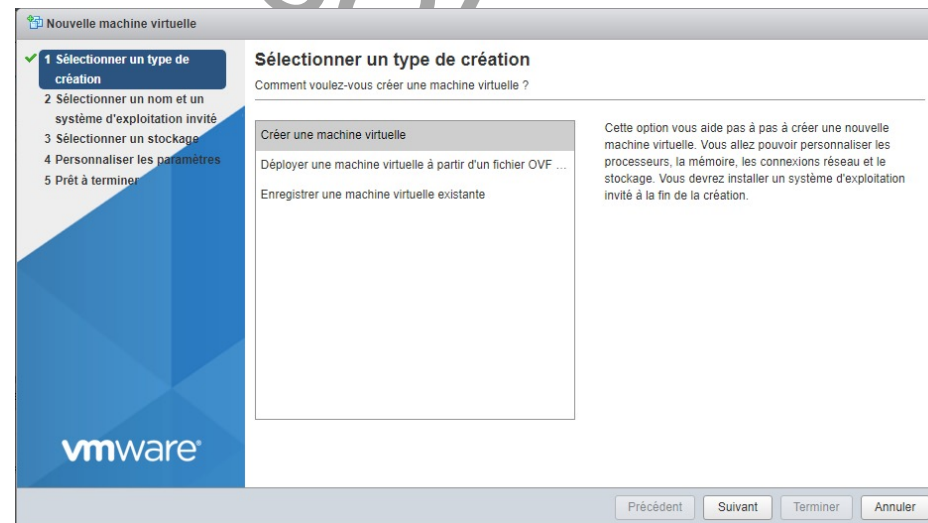 Nouvelle machine virtuelle
1 Sélectionner un type de
création
2 Sélectionner un nom et un
système d'exploitation invité
3 Sélectionner un stockage
4 Personnaliser les paramètres
5 Prêt à terminer
vmware
Sélectionner un type de création
Comment voulez-vous créer une machine virtuelle ?
Créer une machine virtuelle
Déployer une machine virtuelle à partir d'un fichier OVF ...
Enregistrer une machine virtuelle existante
Cette option vous aide pas à pas à créer une nouvelle
machine virtuelle. Vous allez pouvoir personnaliser les
processeurs, la mémoire, les connexions réseau et le
stockage. Vous devrez installer un système d'exploitation
invité à la fin de la création.
Précédent
Suivant
Terminer
Annuler